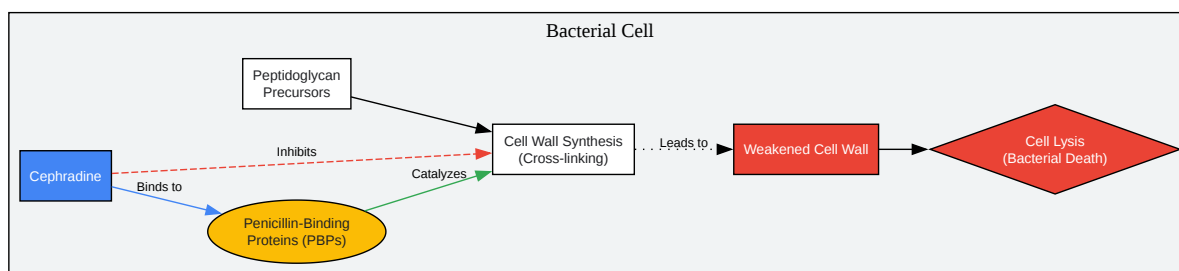 Bacterial Cell
Peptidoglycan
Precursors
Cell Wall Synthesis
(Cross-linking)
Leads to
Weakened Cell Wall
Cell Lysis
(Bacterial Death)
Inhibits
Cephradine
Binds to
Catalyzes
Penicillin-Binding
Proteins (PBPs)